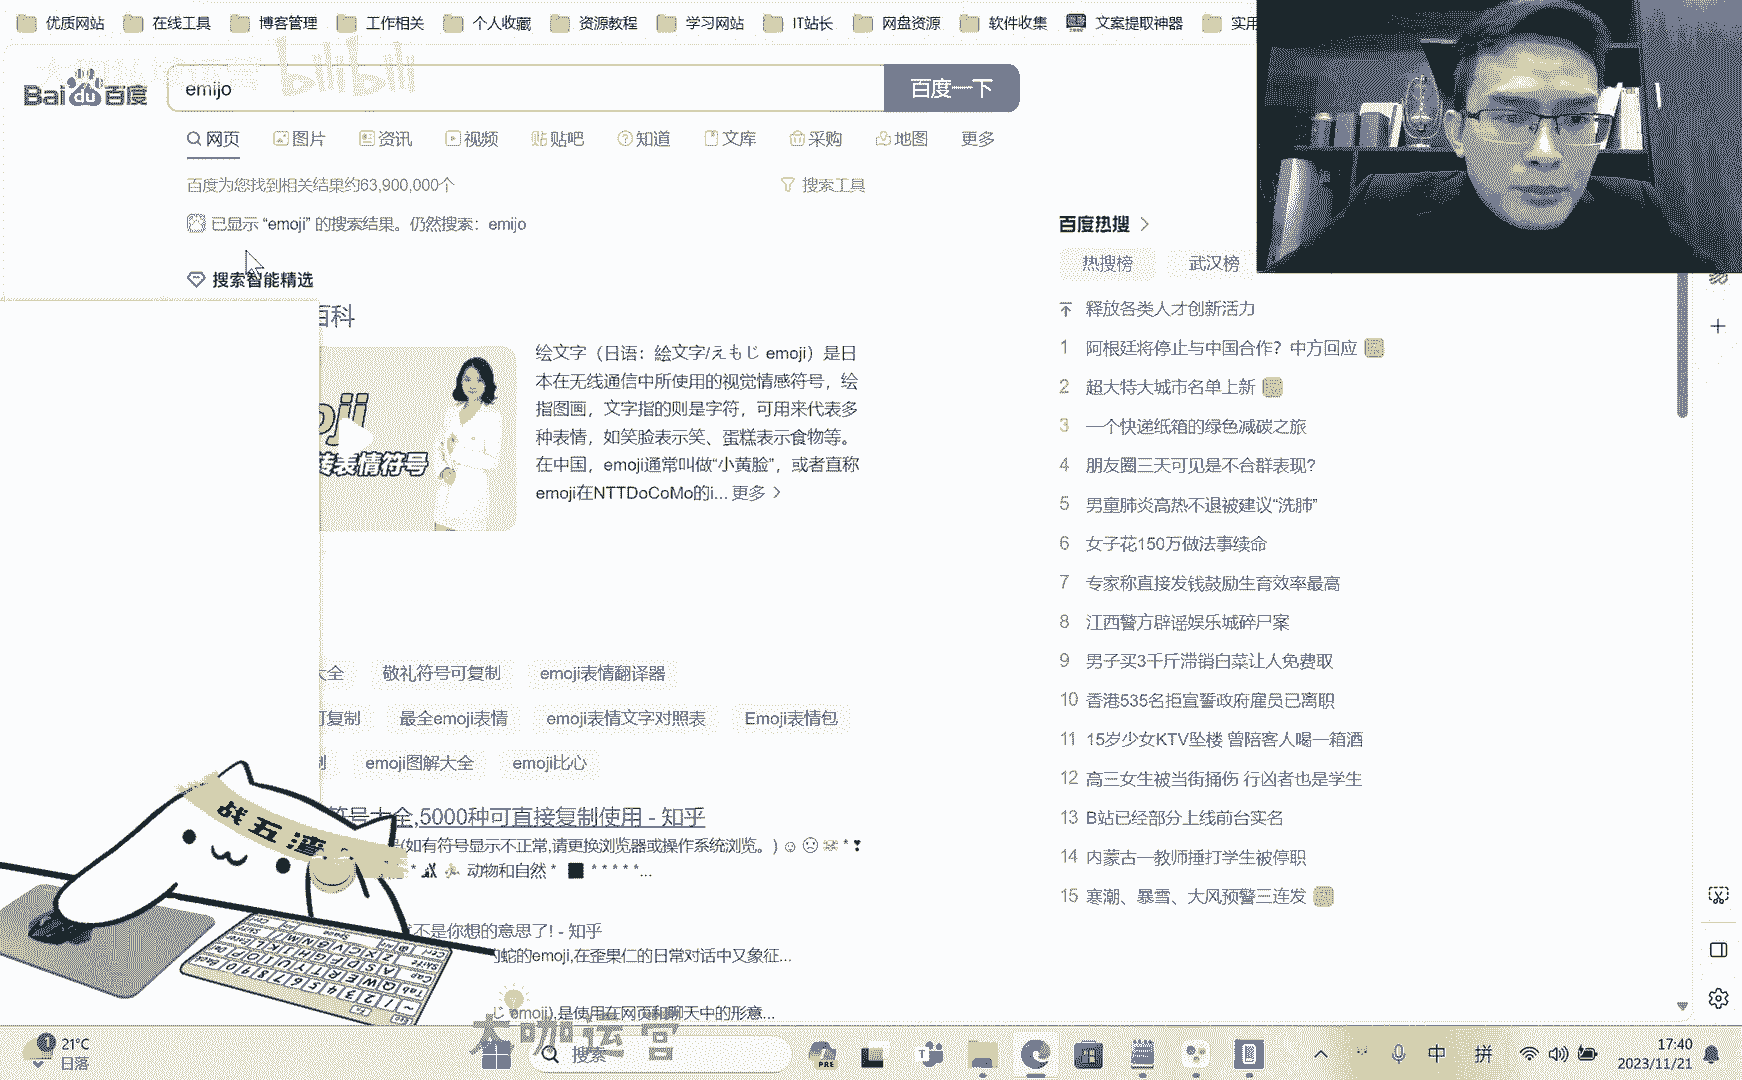 优质网站 在线工具 博客管理 工作相关 个人收藏 资源教程 学习网站 IT站长 网盘资源 软件收集 文案提取神器 实用
bilibili
Bai du 百度 emijo 百度一下
网页 图片 资讯 视频 贴吧 知道 文库 采购 地图 更多
百度为您找到相关结果约63,900,000个 搜索工具
已显示 “emoji” 的搜索结果。仍然搜索：emijo
搜索智能精选
百科
绘文字（日语：绘文字/えもじ emoji）是日
本在无线通信中所使用的视觉情感符号，绘
指图画，文字指的则是字符，可用来代表多
种表情，如笑脸表示笑、蛋糕表示食物等。
在中国，emoji通常叫做“小黄脸”，或者直称
emoji在NTTDoCoMo的i... 更多
oji
转表情符号
大全 敬礼符号可复制 emoji表情翻译器
可复制 最全emoji表情 emoji表情文字对照表 Emoji表情包
制 emoji图解大全 emoji比心
符号大全,5000种可直接复制使用 - 知乎
(如有符号显示不正常,请更换浏览器或操作系统浏览。) ☺
动物和自然 * ■ * * * * *...
不是你想的意思了! - 知乎
的蛇的emoji,在歪果仁的日常对话中又象征...
じ emoji),是使用在网页和聊天中的形意...
百度热搜
热搜榜 武汉榜
释放各类人才创新活力
1 阿根廷将停止与中国合作？中方回应
2 超大特大城市名单上新
3 一个快递纸箱的绿色减碳之旅
4 朋友圈三天可见是不合群表现?
5 男童肺炎高热不退被建议“洗肺”
6 女子花150万做法事续命
7 专家称直接发钱鼓励生育效率最高
8 江西警方辟谣娱乐城碎尸案
9 男子买3千斤滞销白菜让人免费取
10 香港535名拒宣誓政府雇员已离职
11 15岁少女KTV坠楼 曾陪客人喝一箱酒
12 高三女生被当街捅伤 行凶者也是学生
13 B站已经部分上线前台实名
14 内蒙古一教师捶打学生被停职
15 寒潮、暴雪、大风预警三连发
战五渣
大咖运营
1 21°C
日落
搜索
PRE
中 拼
17:40
2023/11/21